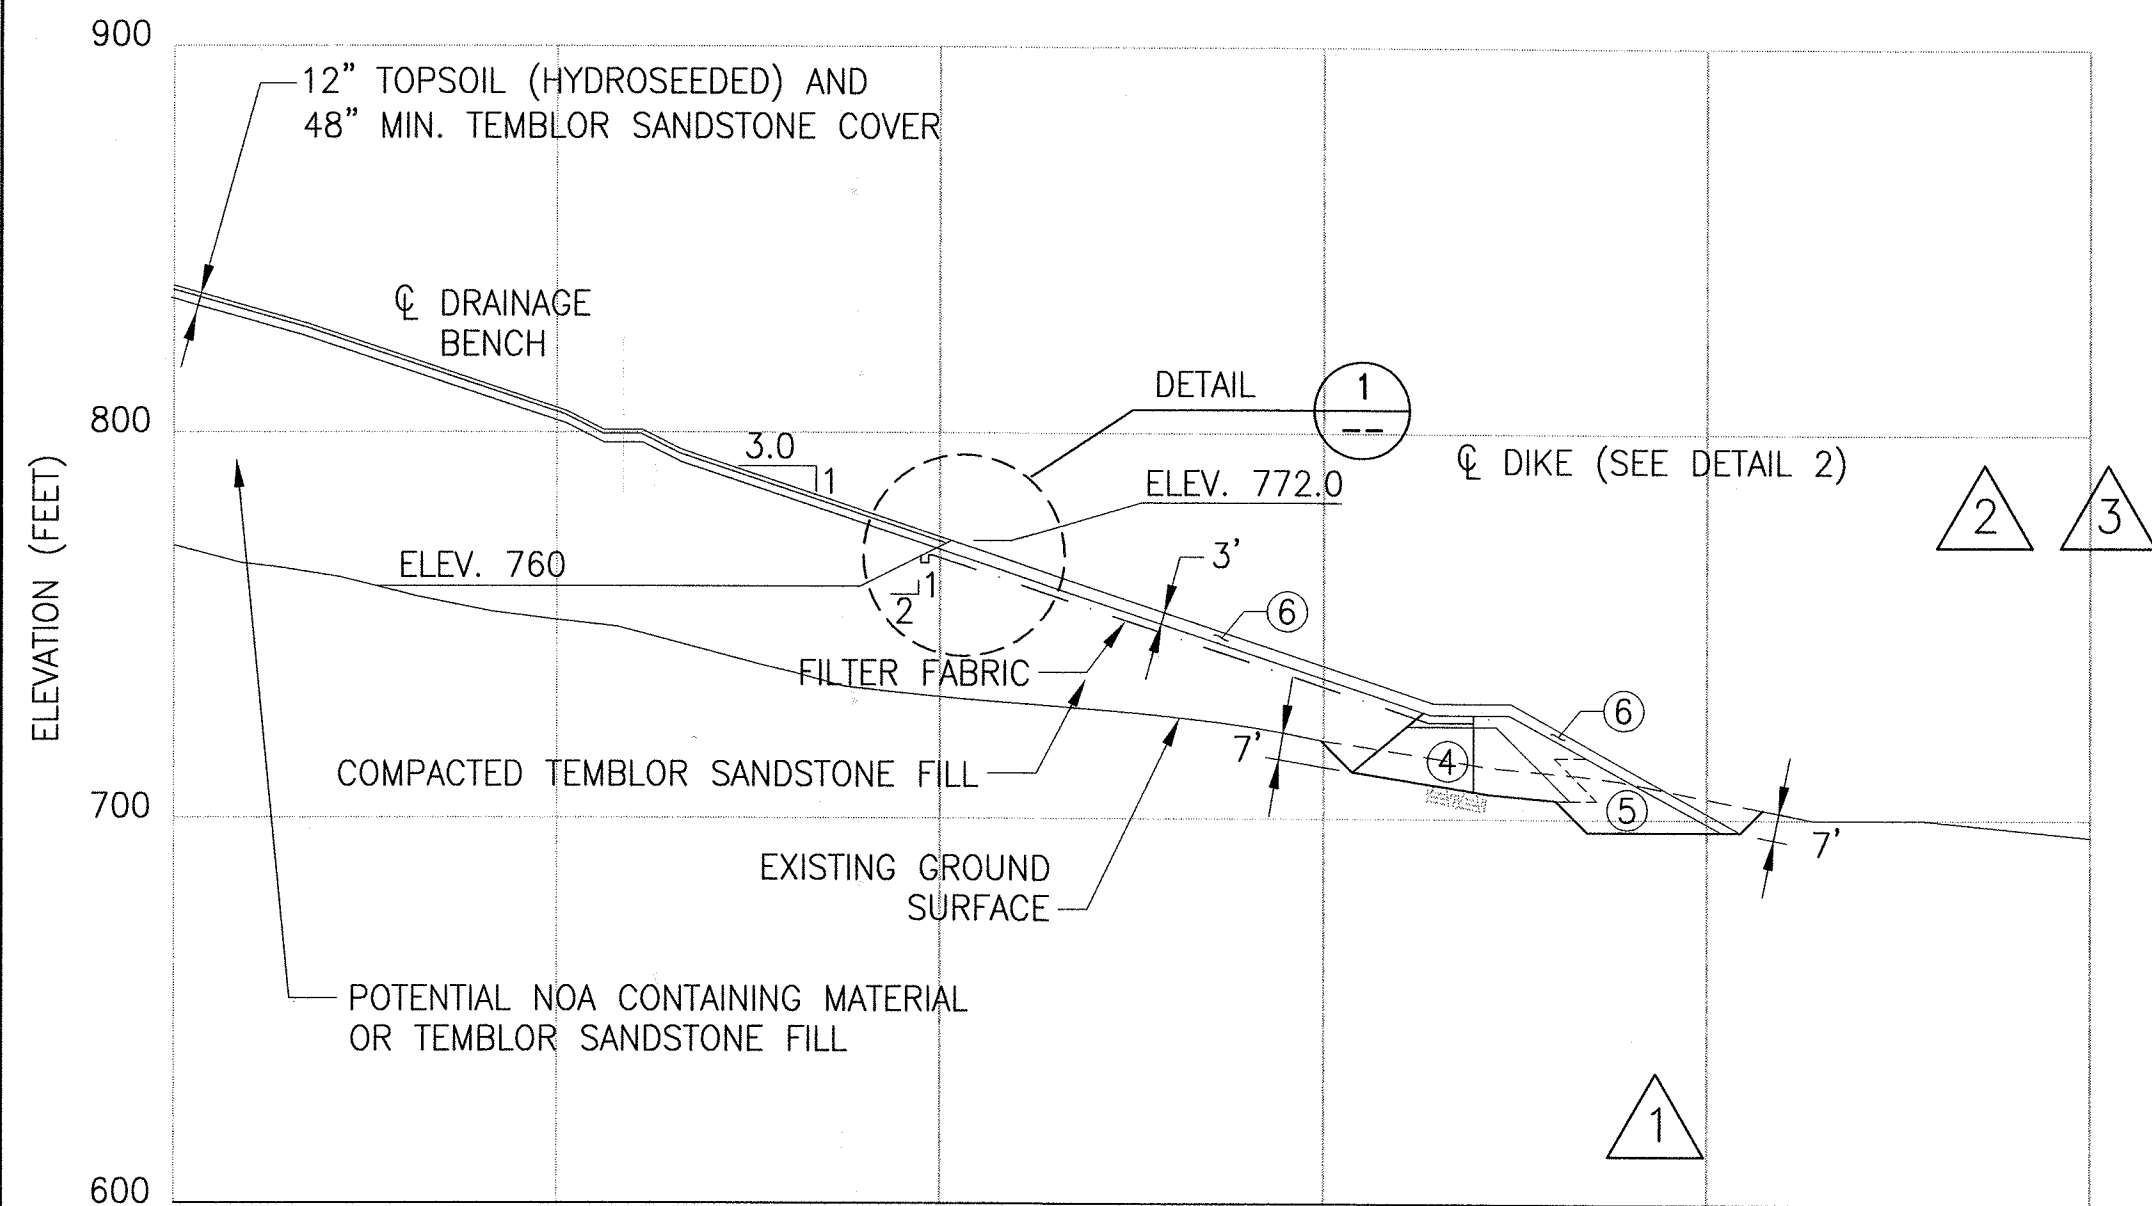 900
12" TOPSOIL (HYDROSEEDED) AND
48" MIN. TEMBLOR SANDSTONE COVER
℄ DRAINAGE
BENCH
DETAIL
1
--
800
3.0
1
ELEV. 772.0
℄ DIKE (SEE DETAIL 2)
2
3
ELEVATION (FEET)
ELEV. 760
3'
1
2
6
FILTER FABRIC
6
7'
4
COMPACTED TEMBLOR SANDSTONE FILL
700
5
7'
EXISTING GROUND
SURFACE
POTENTIAL NOA CONTAINING MATERIAL
OR TEMBLOR SANDSTONE FILL
1
600